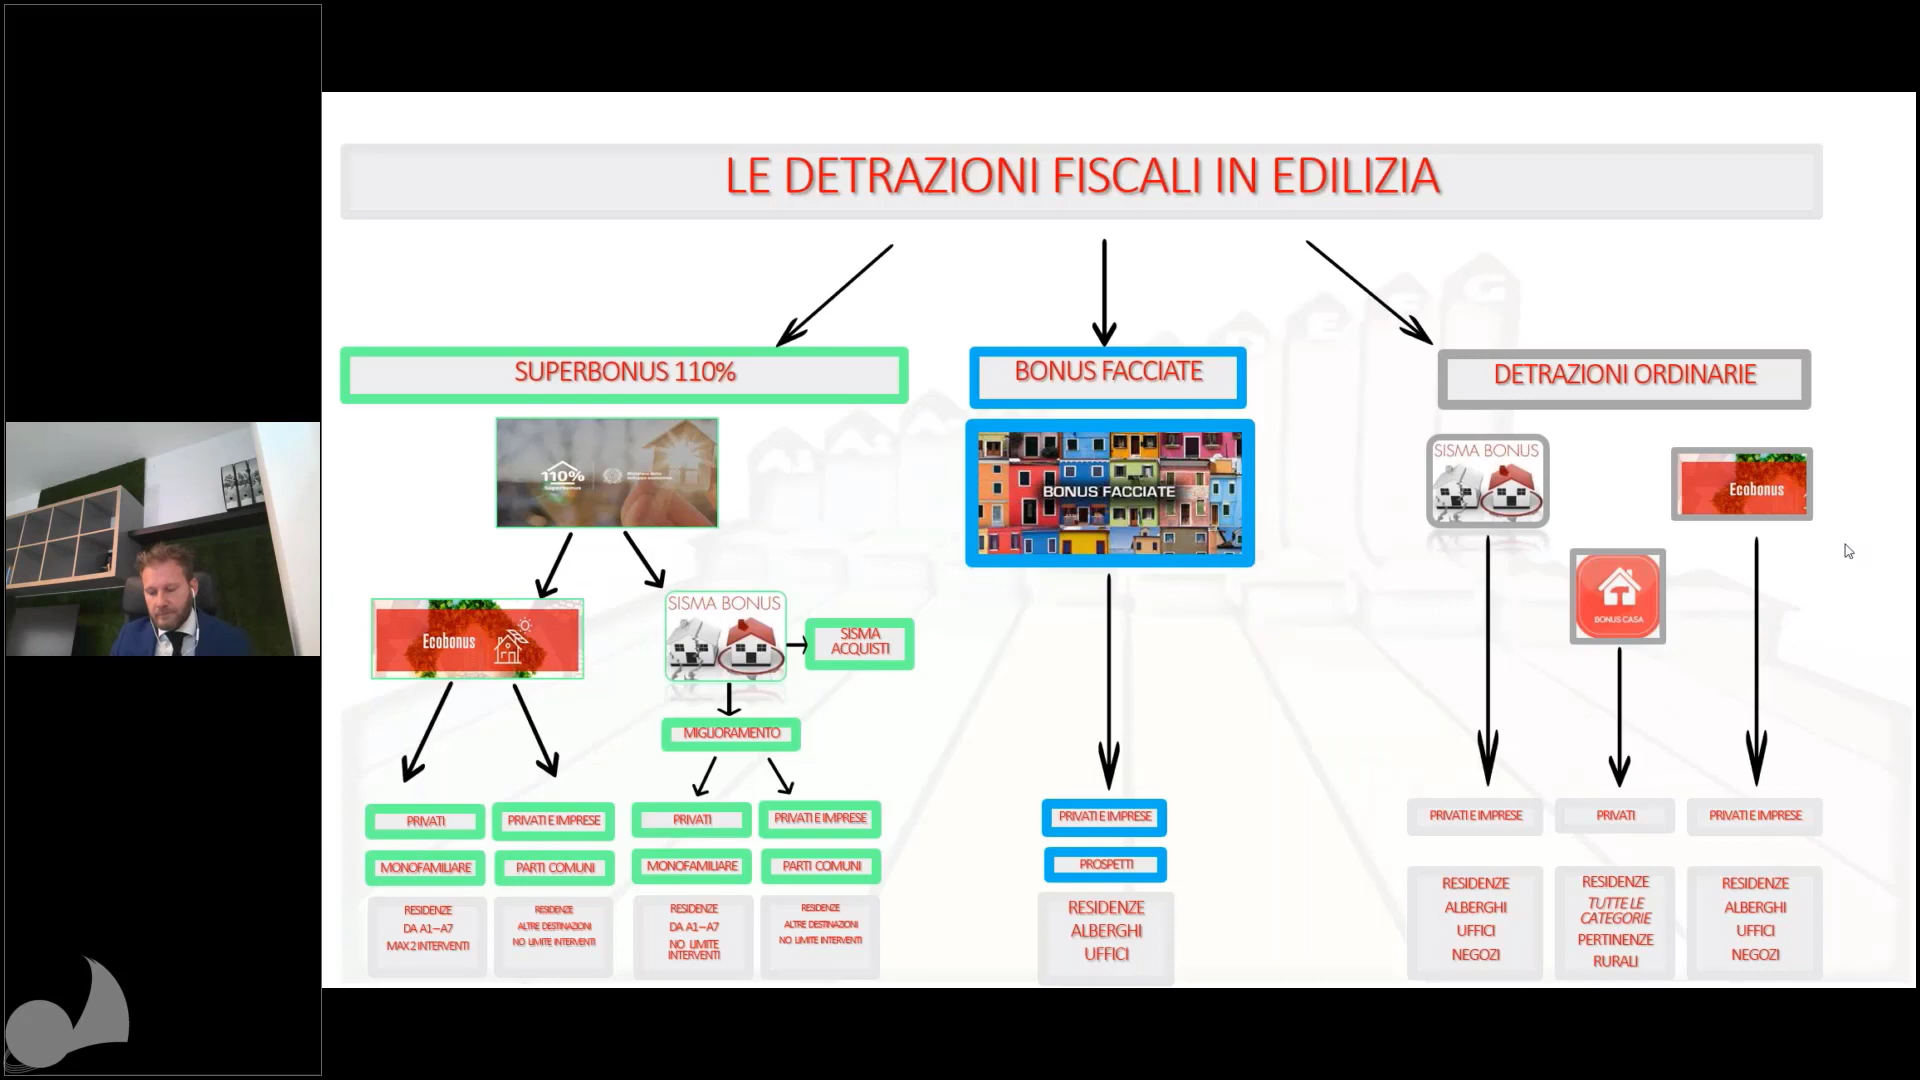 LE DETRAZIONI FISCALI IN EDILIZIA
SUPERBONUS 110%
BONUS FACCIATE
DETRAZIONI ORDINARIE
110%
Superbonus
BONUS FACCIATE
SISMA BONUS
Ecobonus
BONUS CASA
Ecobonus
SISMA BONUS
SISMA
ACQUISTI
MIGLIORAMENTO
PRIVATI
PRIVATI E IMPRESE
PRIVATI
PRIVATI E IMPRESE
PRIVATI E IMPRESE
PRIVATI E IMPRESE
PRIVATI
PRIVATI E IMPRESE
MONOFAMILIARE
PARTI COMUNI
MONOFAMILIARE
PARTI COMUNI
PROSPETTI
RESIDENZE
DA A1–A7
MAX 2 INTERVENTI
RESIDENZE
ALTRE DESTINAZIONI
NO LIMITE INTERVENTI
RESIDENZE
DA A1–A7
NO LIMITE
INTERVENTI
RESIDENZE
ALTRE DESTINAZIONI
NO LIMITE INTERVENTI
RESIDENZE
ALBERGHI
UFFICI
RESIDENZE
ALBERGHI
UFFICI
NEGOZI
RESIDENZE
TUTTE LE
CATEGORIE
PERTINENZE
RURALI
RESIDENZE
ALBERGHI
UFFICI
NEGOZI